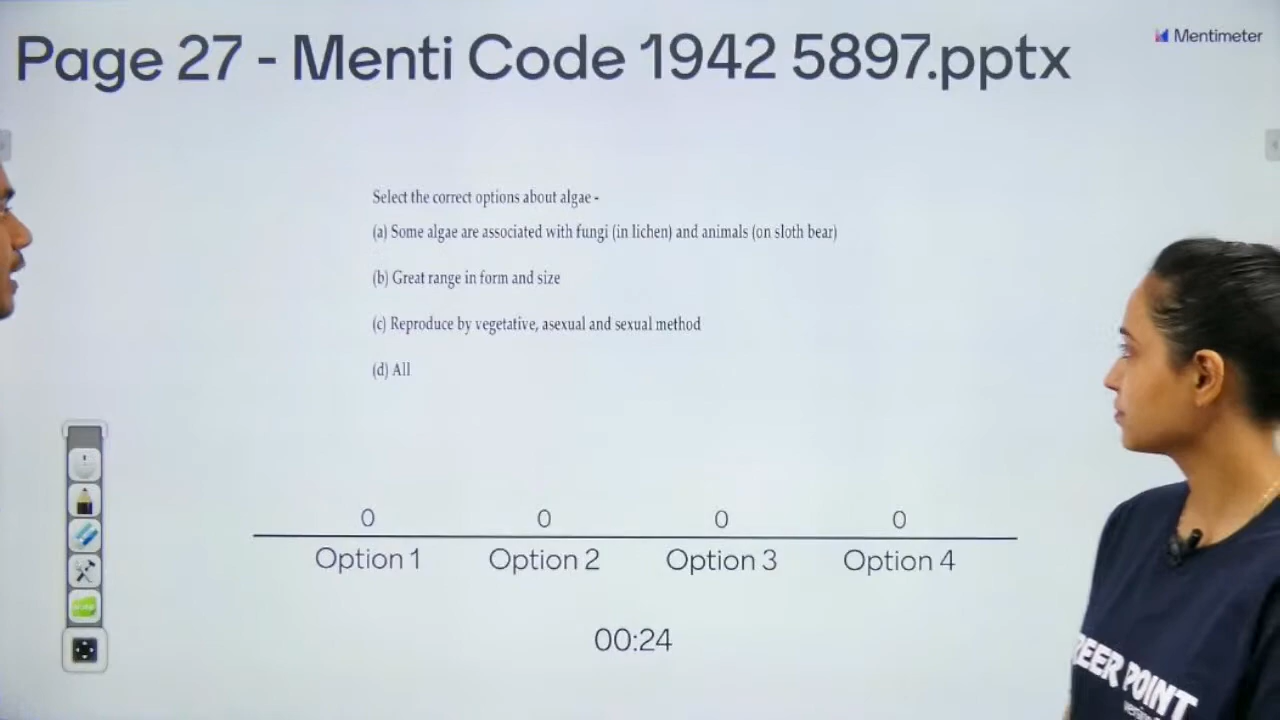 Page 27 - Menti Code 1942 5897.pptx
Mentimeter
Select the correct options about algae -
(a) Some algae are associated with fungi (in lichen) and animals (on sloth bear)
(b) Great range in form and size
(c) Reproduce by vegetative, asexual and sexual method
(d) All
0 0 0 0
Option 1 Option 2 Option 3 Option 4
00:24
REER POINT